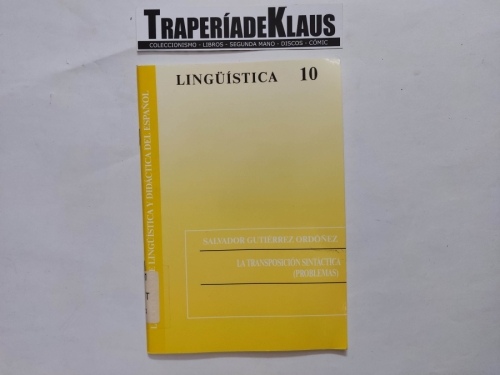 TRAPERÍADEKLAUS
COLECCIONISMO - LIBROS - SEGUNDA MANO - DISCOS - CÓMIC
LINGÜÍSTICA 10
LINGÜÍSTICA Y DIDÁCTICA DEL ESPAÑOL
SALVADOR GUTIÉRREZ ORDÓÑEZ
LA TRANSPOSICIÓN SINTÁCTICA
(PROBLEMAS)
T